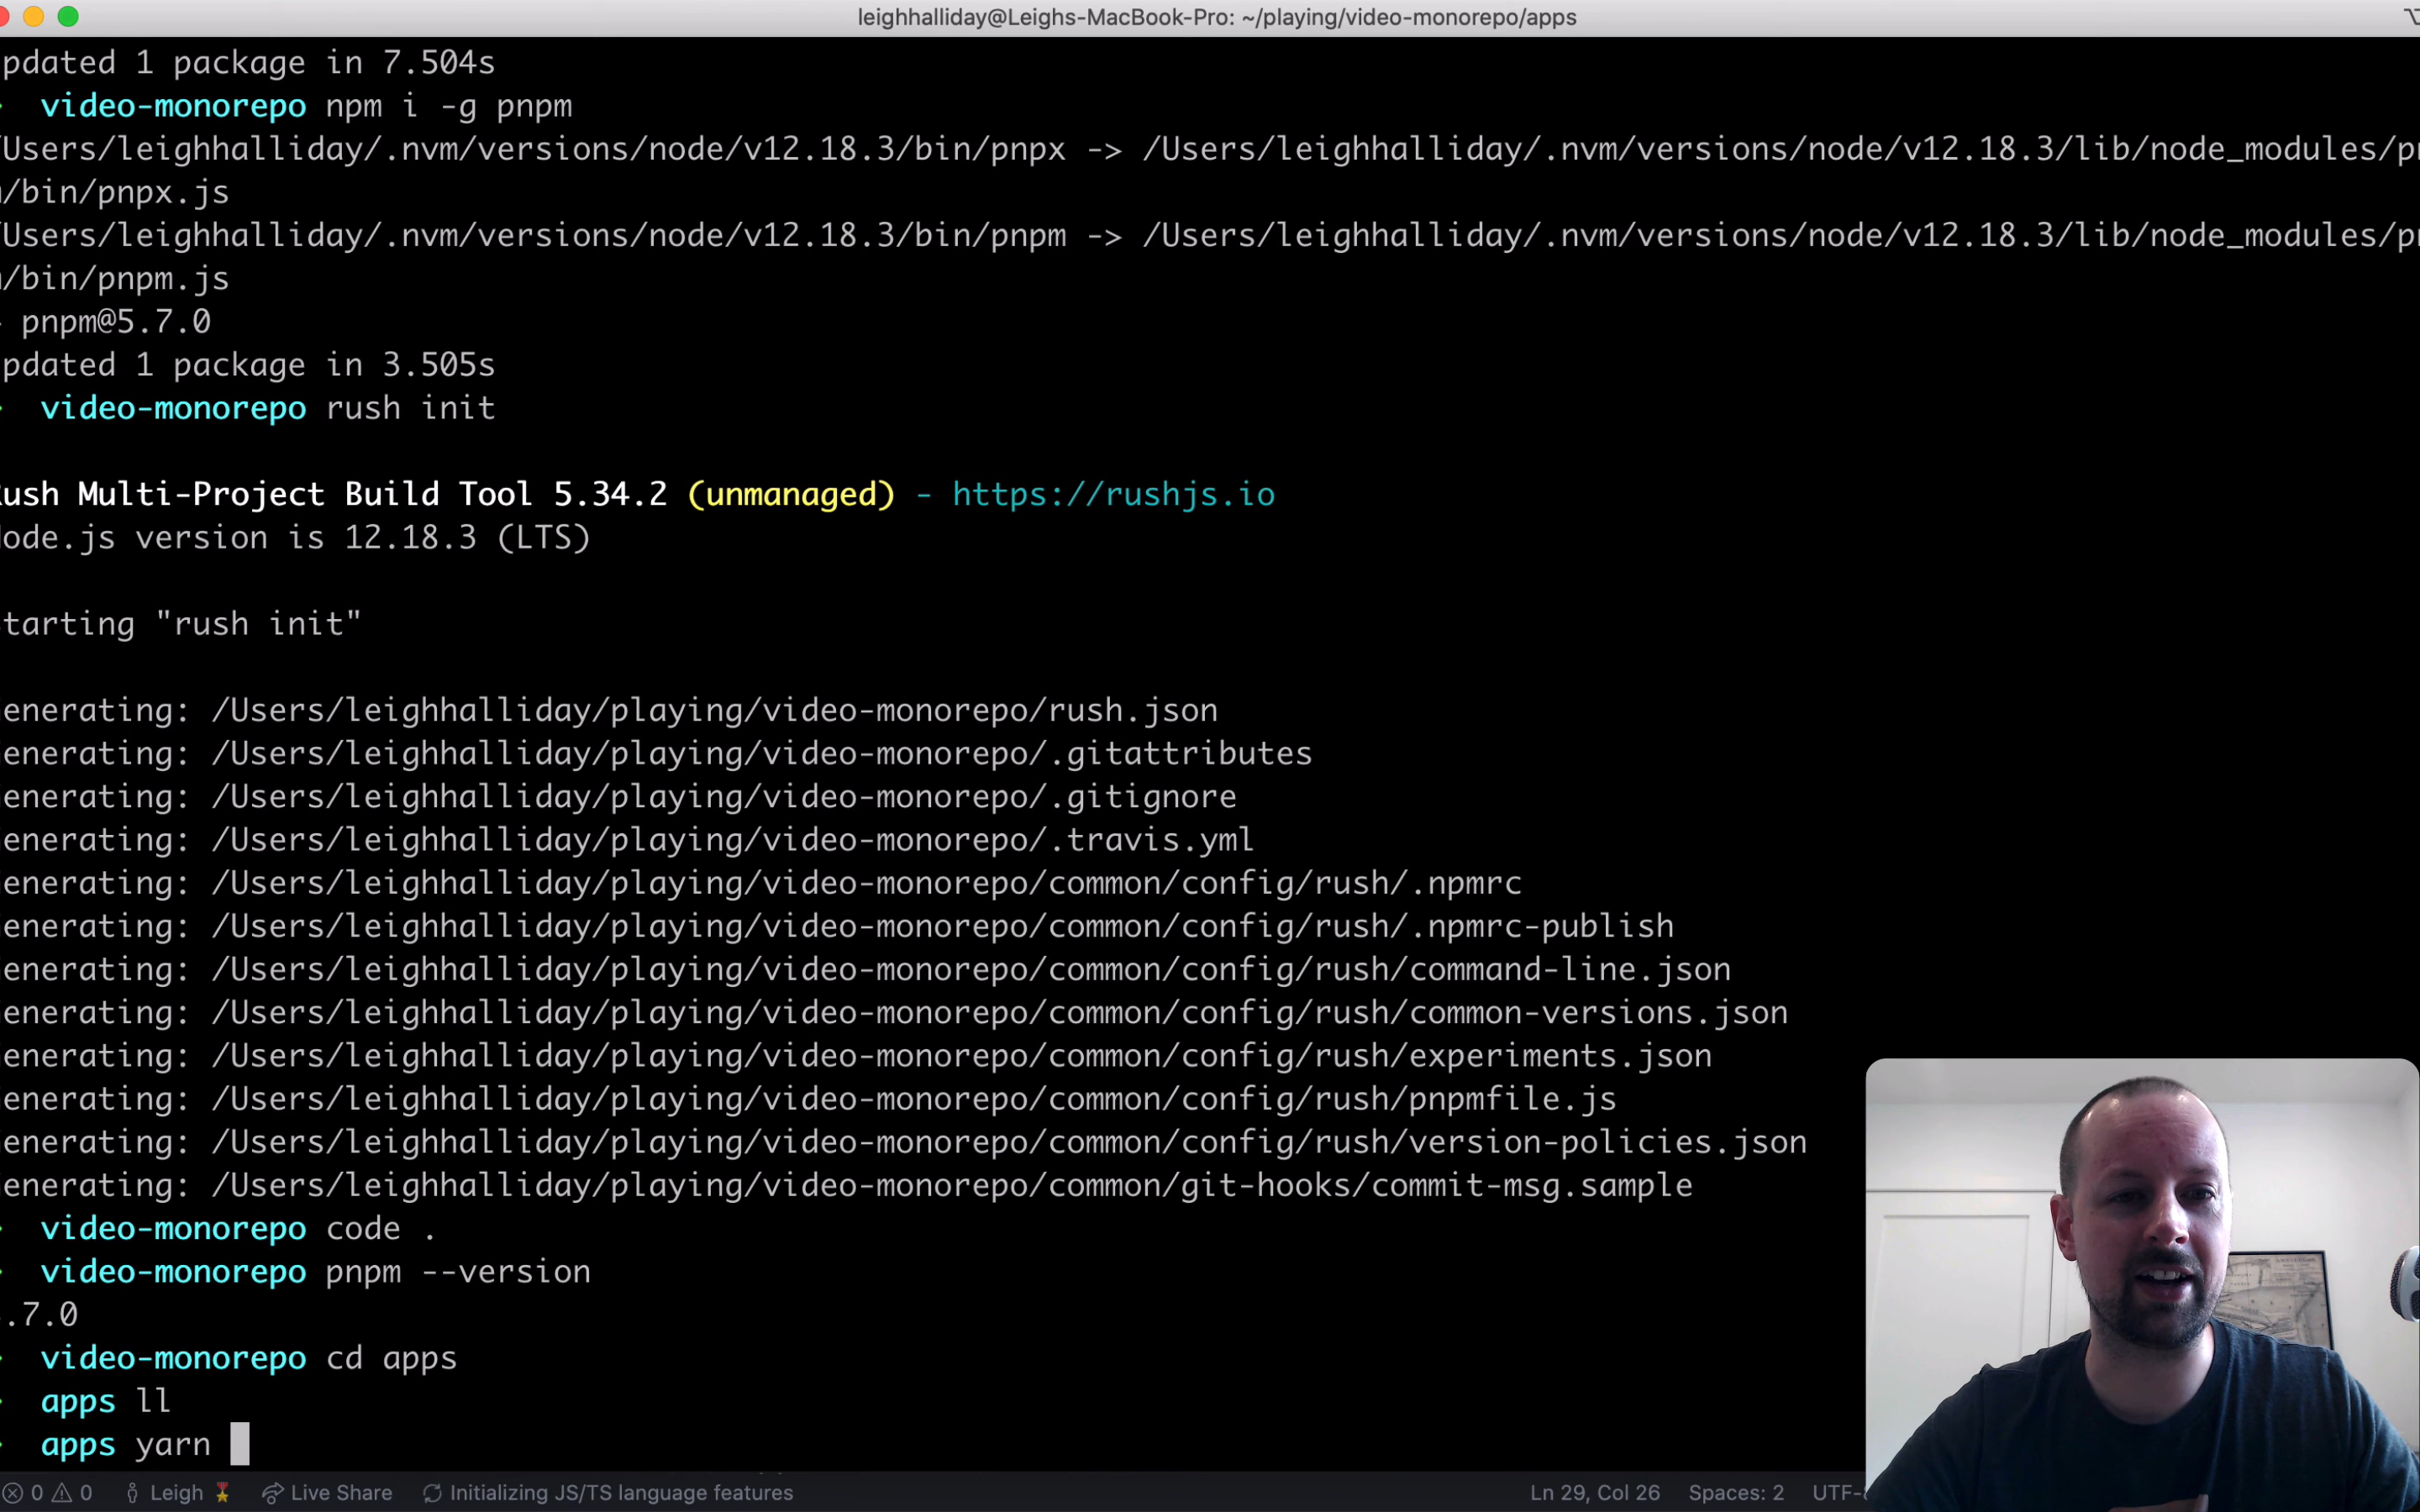 leighhalliday@Leighs-MacBook-Pro: ~/playing/video-monorepo/apps
pdated 1 package in 7.504s
video-monorepo npm i -g pnpm
/Users/leighhalliday/.nvm/versions/node/v12.18.3/bin/pnpx -> /Users/leighhalliday/.nvm/versions/node/v12.18.3/lib/node_modules/pn
/bin/pnpx.js
/Users/leighhalliday/.nvm/versions/node/v12.18.3/bin/pnpm -> /Users/leighhalliday/.nvm/versions/node/v12.18.3/lib/node_modules/pn
/bin/pnpm.js
pnpm@5.7.0
pdated 1 package in 3.505s
video-monorepo rush init
Rush Multi-Project Build Tool 5.34.2 (unmanaged) - https://rushjs.io
Node.js version is 12.18.3 (LTS)
tarting "rush init"
enerating: /Users/leighhalliday/playing/video-monorepo/rush.json
enerating: /Users/leighhalliday/playing/video-monorepo/.gitattributes
enerating: /Users/leighhalliday/playing/video-monorepo/.gitignore
enerating: /Users/leighhalliday/playing/video-monorepo/.travis.yml
enerating: /Users/leighhalliday/playing/video-monorepo/common/config/rush/.npmrc
enerating: /Users/leighhalliday/playing/video-monorepo/common/config/rush/.npmrc-publish
enerating: /Users/leighhalliday/playing/video-monorepo/common/config/rush/command-line.json
enerating: /Users/leighhalliday/playing/video-monorepo/common/config/rush/common-versions.json
enerating: /Users/leighhalliday/playing/video-monorepo/common/config/rush/experiments.json
enerating: /Users/leighhalliday/playing/video-monorepo/common/config/rush/pnpmfile.js
enerating: /Users/leighhalliday/playing/video-monorepo/common/config/rush/version-policies.json
enerating: /Users/leighhalliday/playing/video-monorepo/common/git-hooks/commit-msg.sample
video-monorepo code .
video-monorepo pnpm --version
.7.0
video-monorepo cd apps
apps ll
apps yarn
0 0 Leigh Live Share Initializing JS/TS language features Ln 29, Col 26 Spaces: 2 UTF-